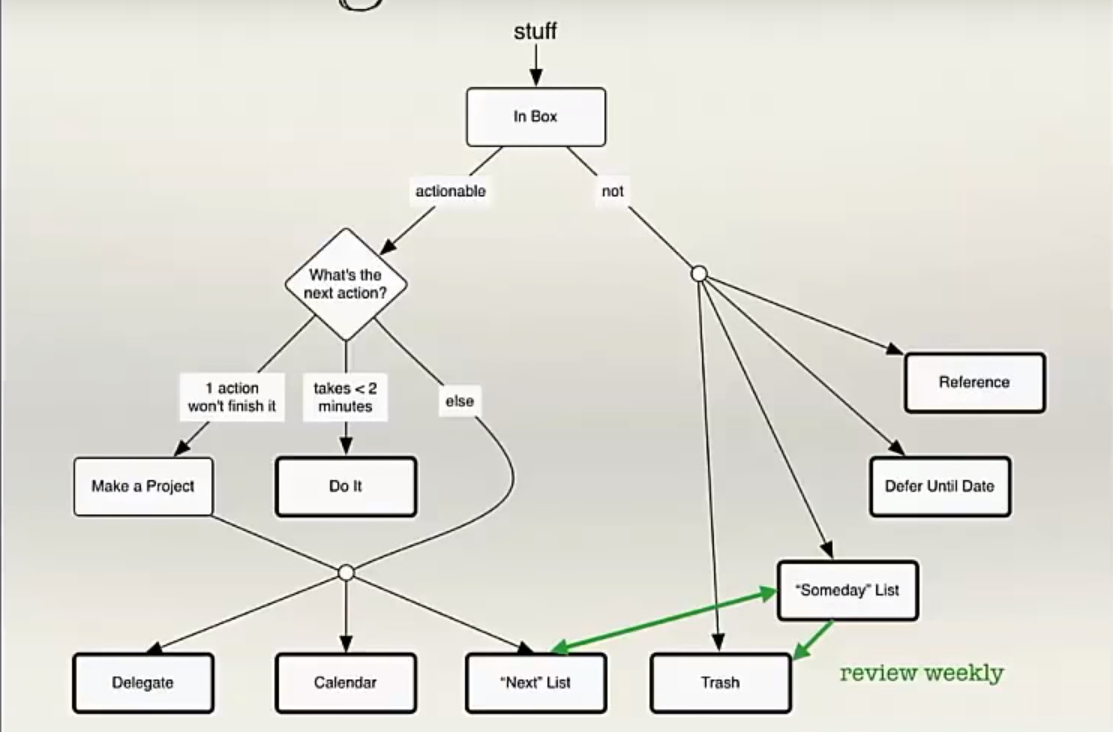 stuff
In Box
actionable
not
What's the
next action?
1 action
won't finish it
takes < 2
minutes
else
Reference
Make a Project
Do It
Defer Until Date
“Someday” List
Delegate
Calendar
“Next” List
Trash
review weekly